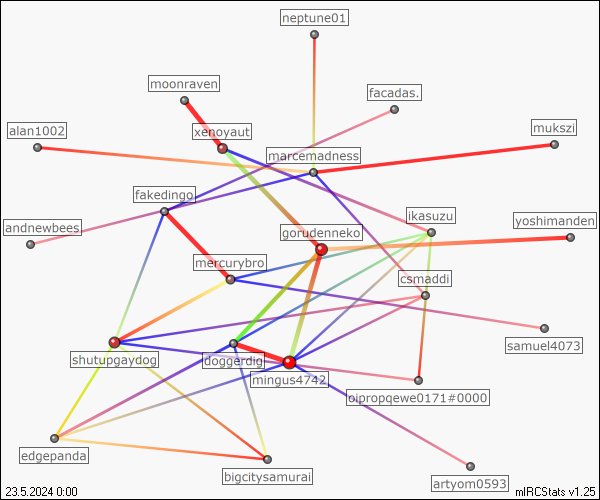 neptune01
moonraven
facadas.
alan1002
xenoyaut
mukszi
marcemadness
fakedingo
ikasuzu
andnewbees
gorudenneko
yoshimanden
mercurybro
csmaddi
shutupgaydog
doggerdig
samuel4073
mingus4742
oipropqewe0171#0000
edgepanda
bigcitysamurai
artyom0593
23.5.2024 0:00
mIRCStats v1.25